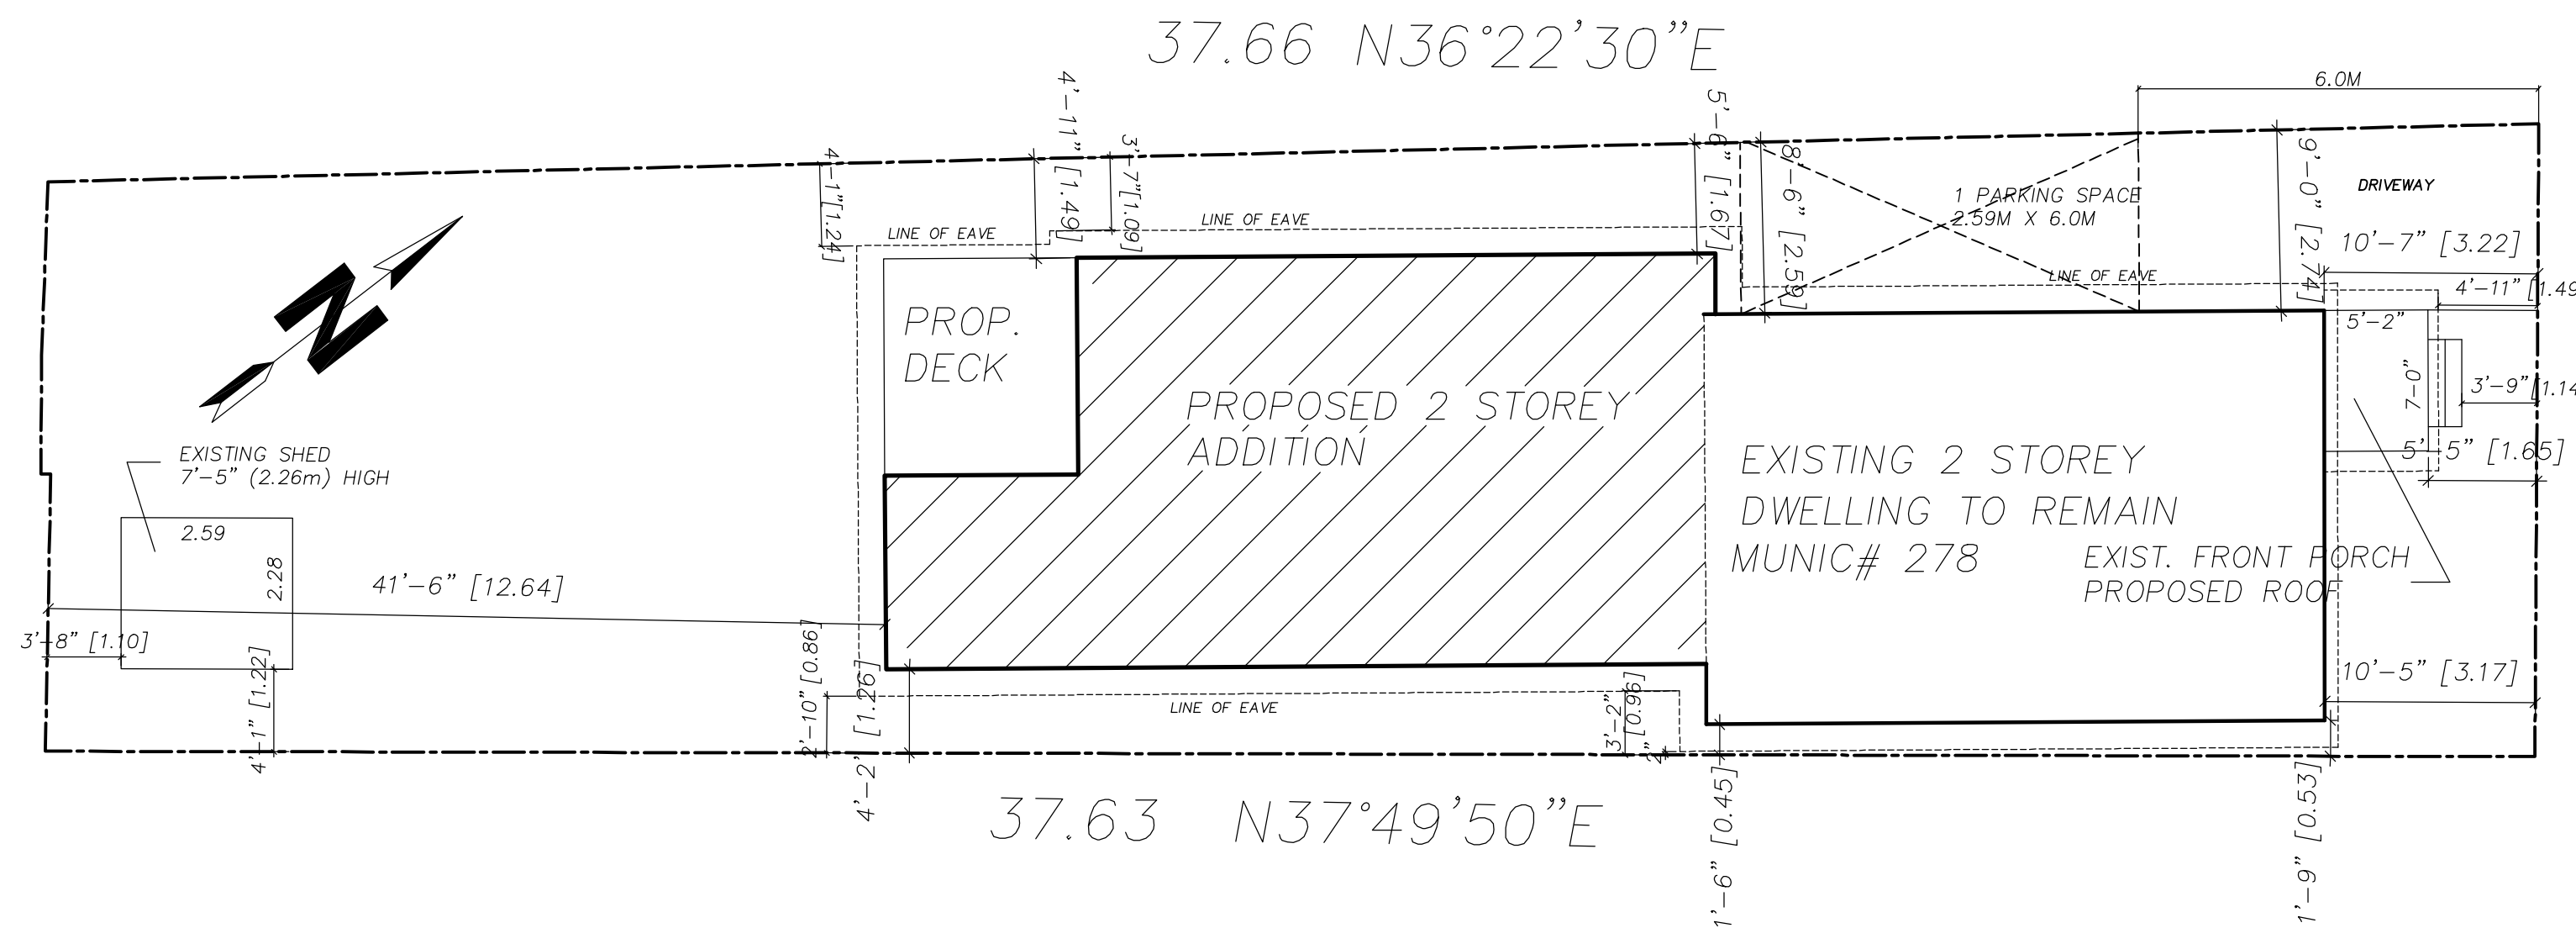 37.66 N36°22'30"E
6.0M
4'-11" [1.49]
5'-6" [1.67]
3'-7"[1.09]
4'-1"[1.24]
8'-6" [2.59]
9'-0" [2.74]
DRIVEWAY
1 PARKING SPACE
2.59M X 6.0M
LINE OF EAVE
LINE OF EAVE
10'-7" [3.22]
LINE OF EAVE
4'-11" [1.49
5'-2"
PROP.
DECK
7'-0"
3'-9" [1.14
PROPOSED 2 STOREY
ADDITION
N
EXISTING SHED
7'-5" (2.26m) HIGH
5'-5" [1.65]
EXISTING 2 STOREY
DWELLING TO REMAIN
MUNIC# 278
EXIST. FRONT PORCH
PROPOSED ROOF
2.59
2.28
41'-6" [12.64]
3'-8" [1.10]
4'-1" [1.22]
2'-10" [0.86]
4'-2" [1.26]
LINE OF EAVE
3'-2"
[0.96]
2"
10'-5" [3.17]
37.63 N37°49'50"E
1'-6" [0.45]
1'-9" [0.53]